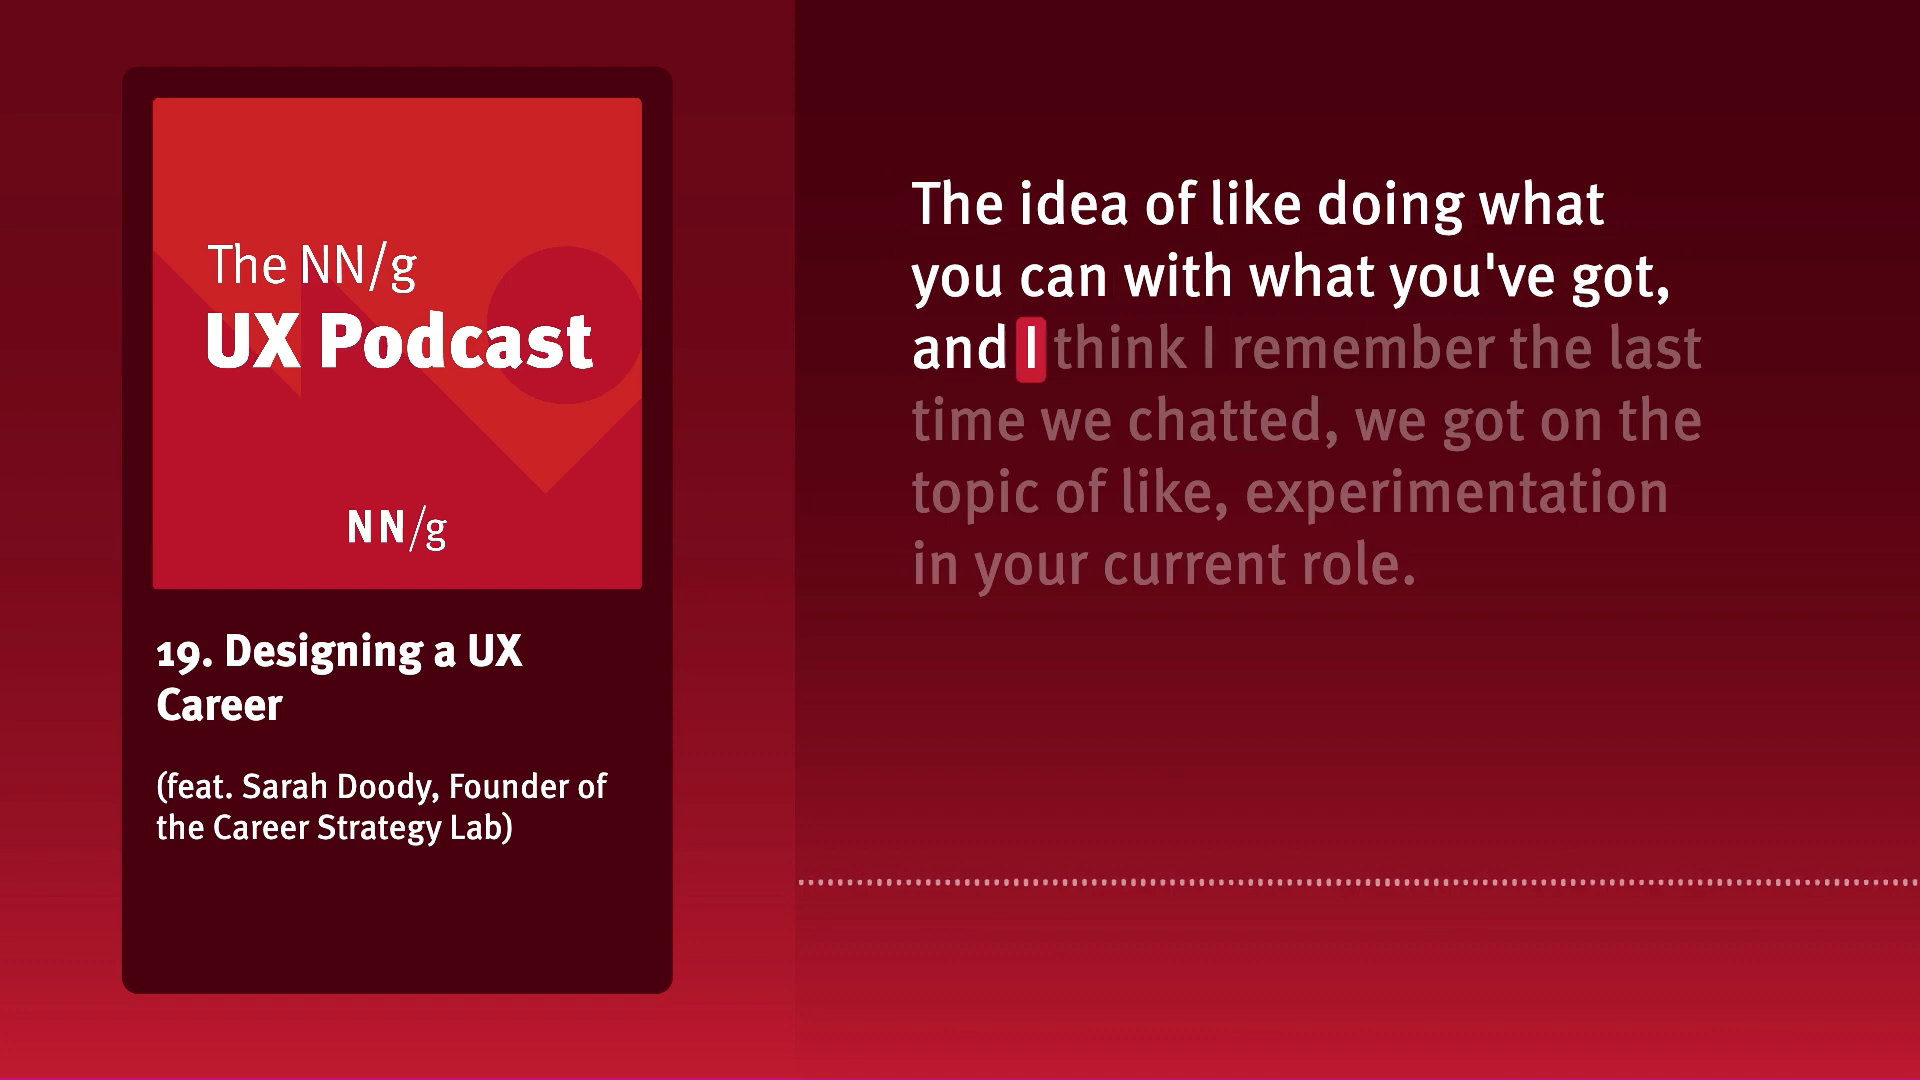 The NN/g
UX Podcast
NN/g
19. Designing a UX
Career
(feat. Sarah Doody, Founder of
the Career Strategy Lab)
The idea of like doing what
you can with what you've got,
and I think I remember the last
time we chatted, we got on the
topic of like, experimentation
in your current role.